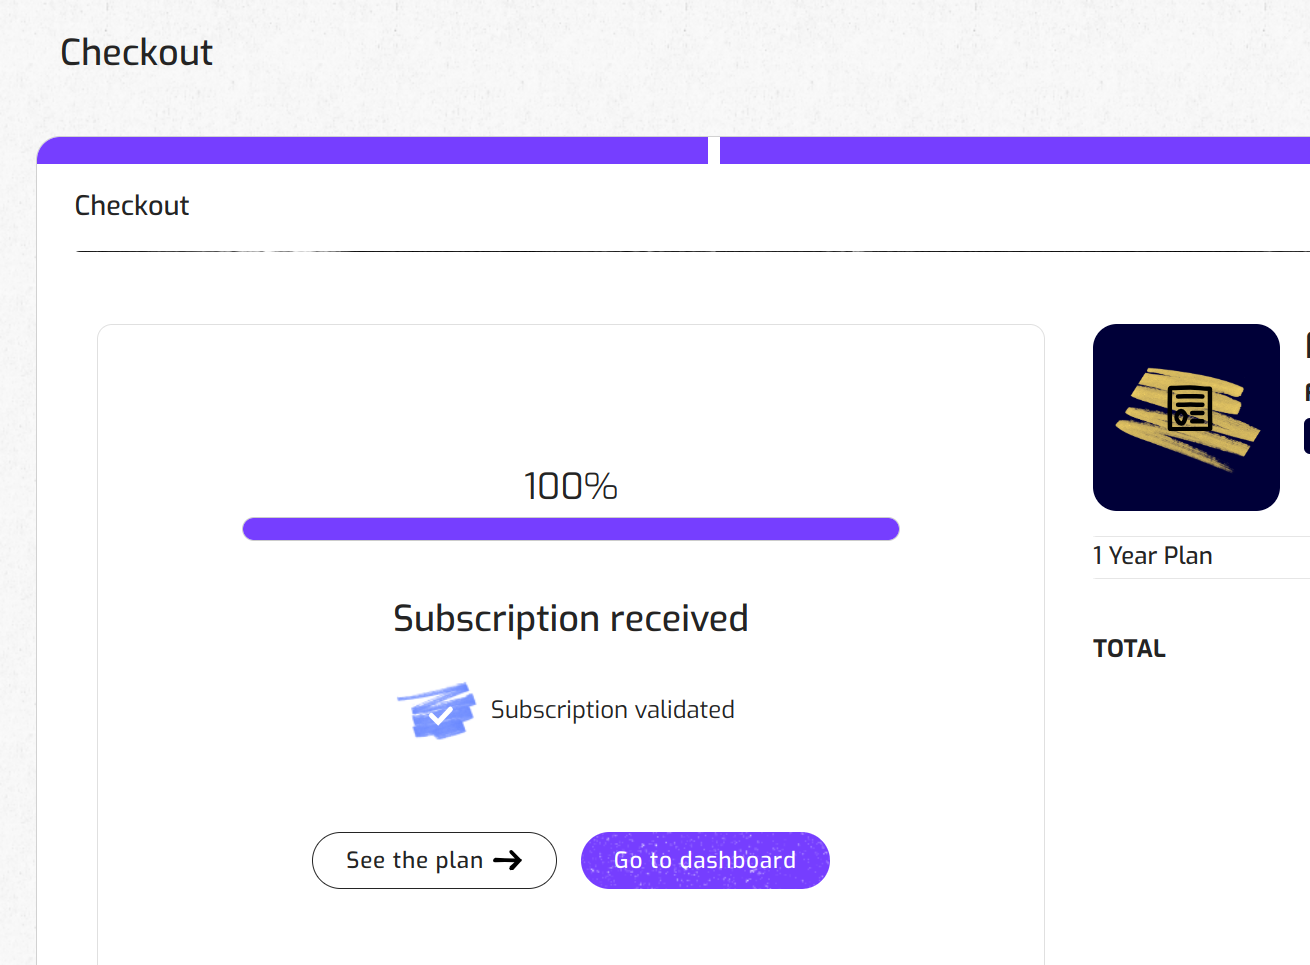 Checkout
Checkout
100%
Subscription received
Subscription validated
See the plan
Go to dashboard
1 Year Plan
TOTAL